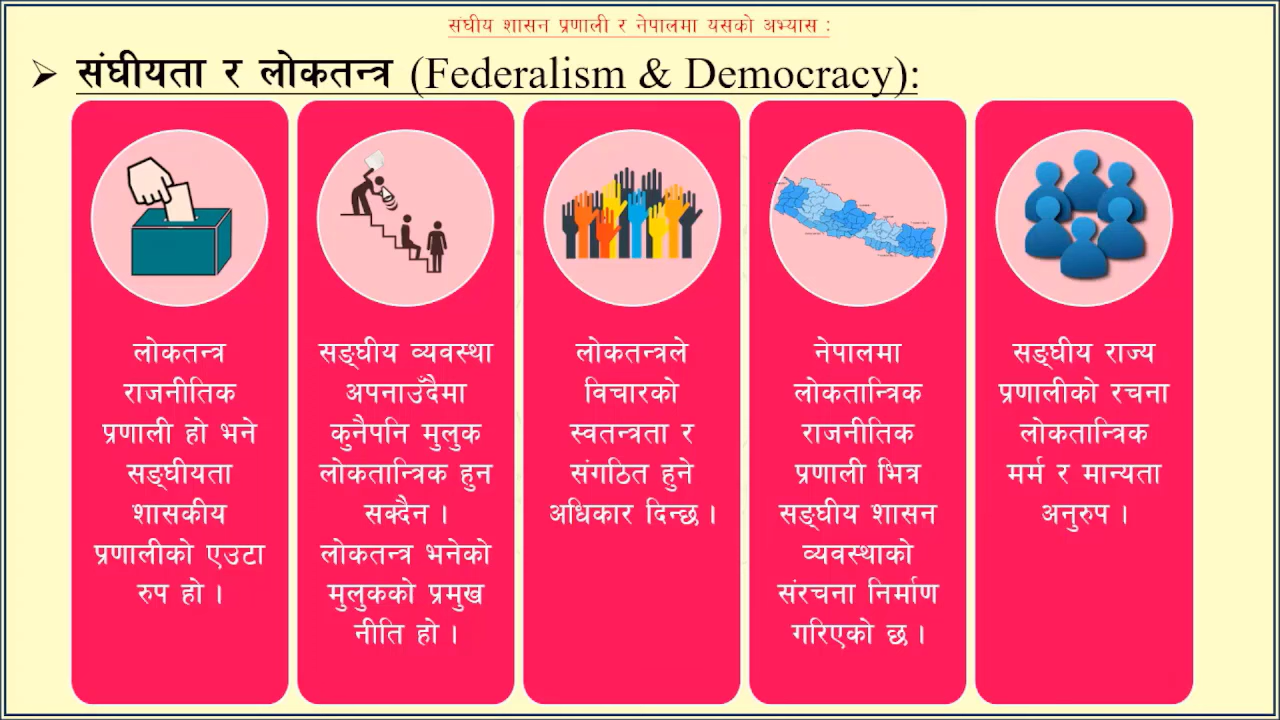 संघीय शासन प्रणाली र नेपालमा यसको अभ्यास :
➢ संघीयता र लोकतन्त्र (Federalism & Democracy):
लोकतन्त्र
राजनीतिक
प्रणाली हो भने
सङ्घीयता
शासकीय
प्रणालीको एउटा
रुप हो ।
सङ्घीय व्यवस्था
अपनाउँदैमा
कुनैपनि मुलुक
लोकतान्त्रिक हुन
सक्दैन ।
लोकतन्त्र भनेको
मुलुकको प्रमुख
नीति हो ।
लोकतन्त्रले
विचारको
स्वतन्त्रता र
संगठित हुने
अधिकार दिन्छ ।
नेपालमा
लोकतान्त्रिक
राजनीतिक
प्रणाली भित्र
सङ्घीय शासन
व्यवस्थाको
संरचना निर्माण
गरिएको छ ।
सङ्घीय राज्य
प्रणालीको रचना
लोकतान्त्रिक
मर्म र मान्यता
अनुरुप ।